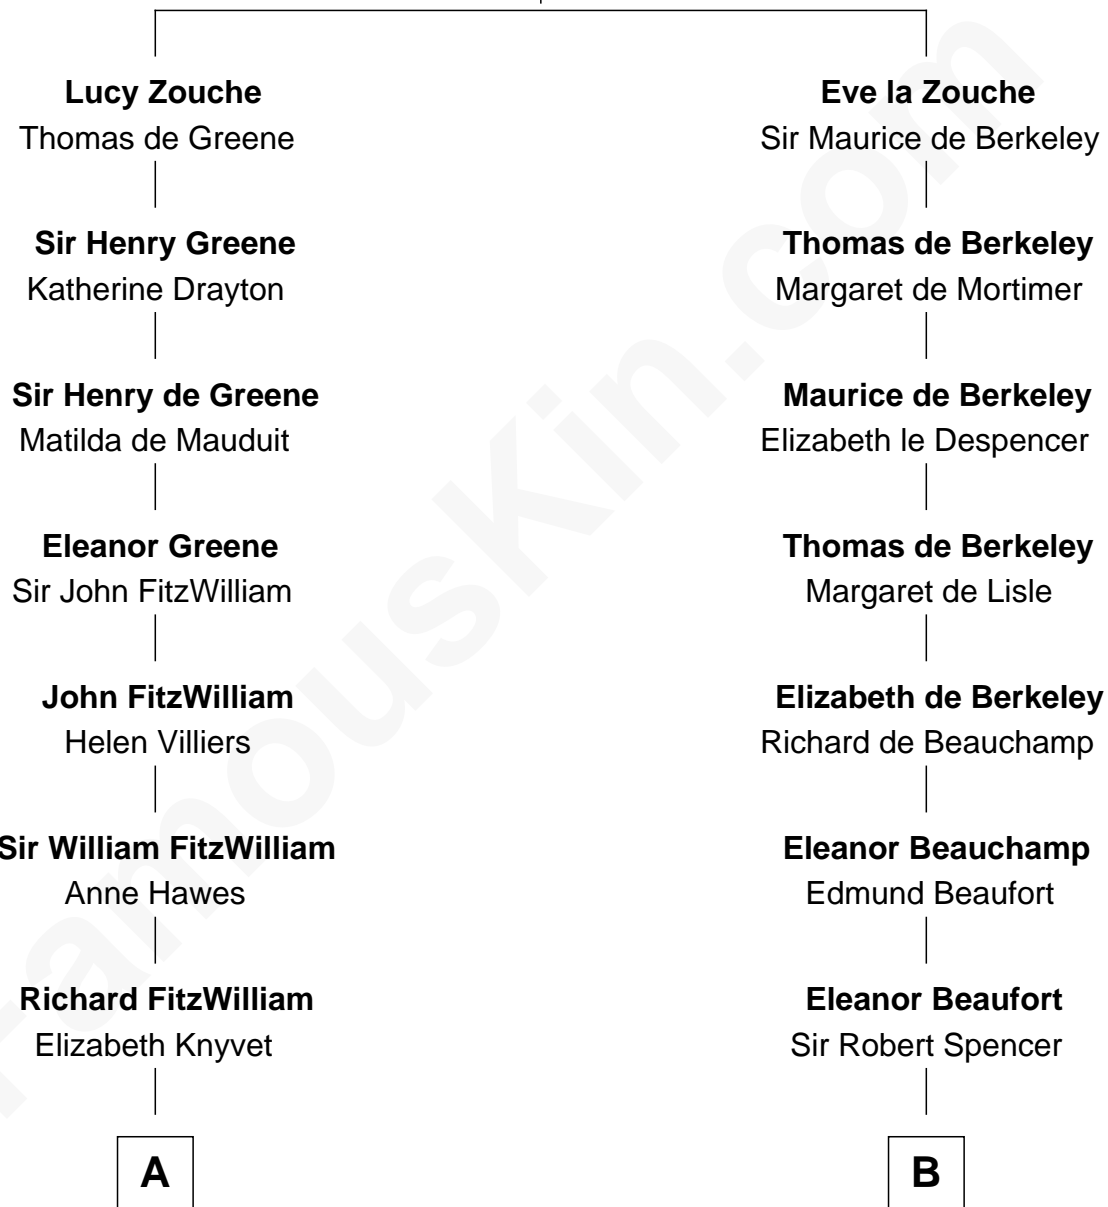 Lucy Zouche
Thomas de Greene
Sir Henry Greene
Katherine Drayton
Sir Henry de Greene
Matilda de Mauduit
Eleanor Greene
Sir John FitzWilliam
John FitzWilliam
Helen Villiers
Sir William FitzWilliam
Anne Hawes
Richard FitzWilliam
Elizabeth Knyvet
A
Eve la Zouche
Sir Maurice de Berkeley
Thomas de Berkeley
Margaret de Mortimer
Maurice de Berkeley
Elizabeth le Despencer
Thomas de Berkeley
Margaret de Lisle
Elizabeth de Berkeley
Richard de Beauchamp
Eleanor Beauchamp
Edmund Beaufort
Eleanor Beaufort
Sir Robert Spencer
B
FamousKin.com